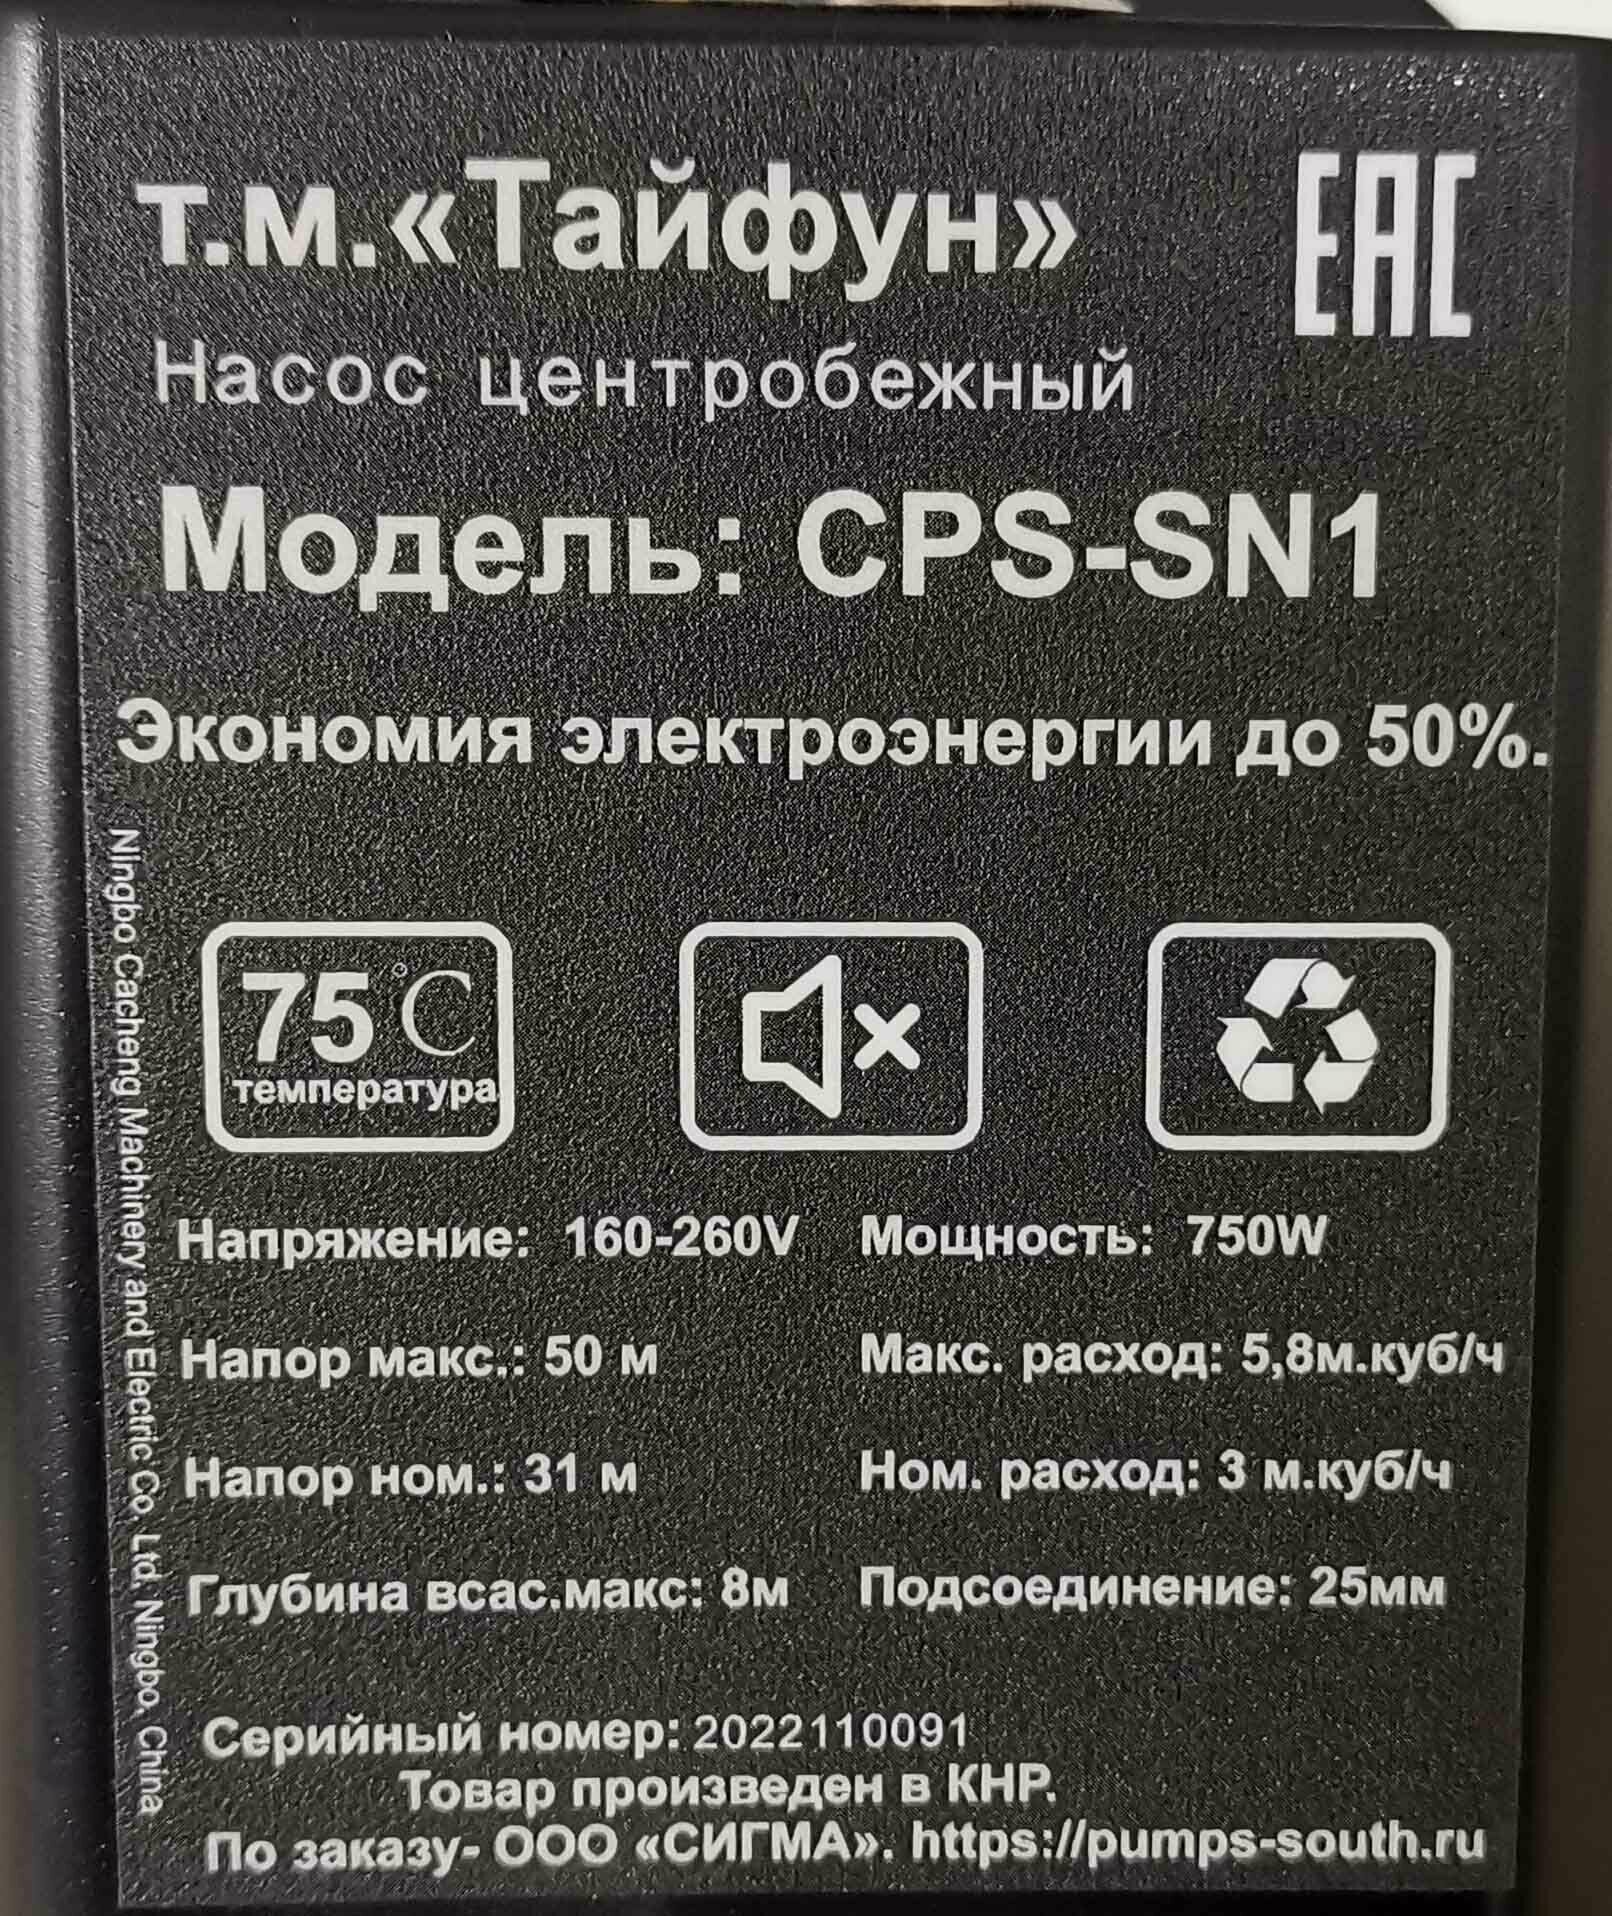 т.м.«Тайфун»
EAC
Насос центробежный
Модель: CPS-SN1
Экономия электроэнергии до 50%.
75°C
температура
Напряжение: 160-260V Мощность: 750W
Напор макс.: 50 м Макс. расход: 5,8м.куб/ч
Напор ном.: 31 м Ном. расход: 3 м.куб/ч
Глубина всас.макс: 8м Подсоединение: 25мм
Серийный номер: 2022110091
Товар произведен в КНР.
По заказу- ООО «СИГМА». https://pumps-south.ru
Ningbo Cacheng Machinery and Electric Co. Ltd. Ningbo, China